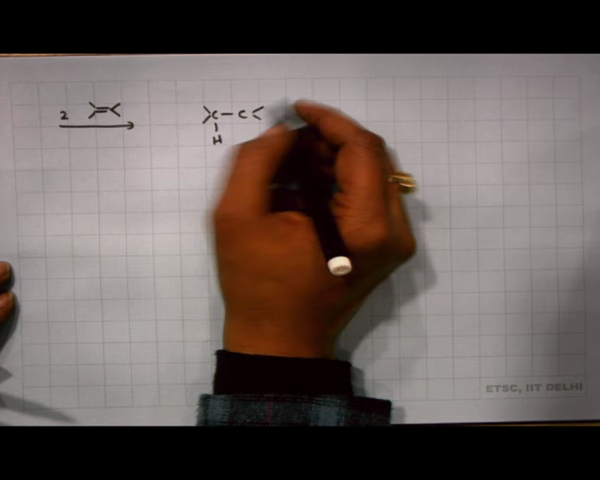 2 >=<
>C-C<
H
ETSC, IIT DELHI